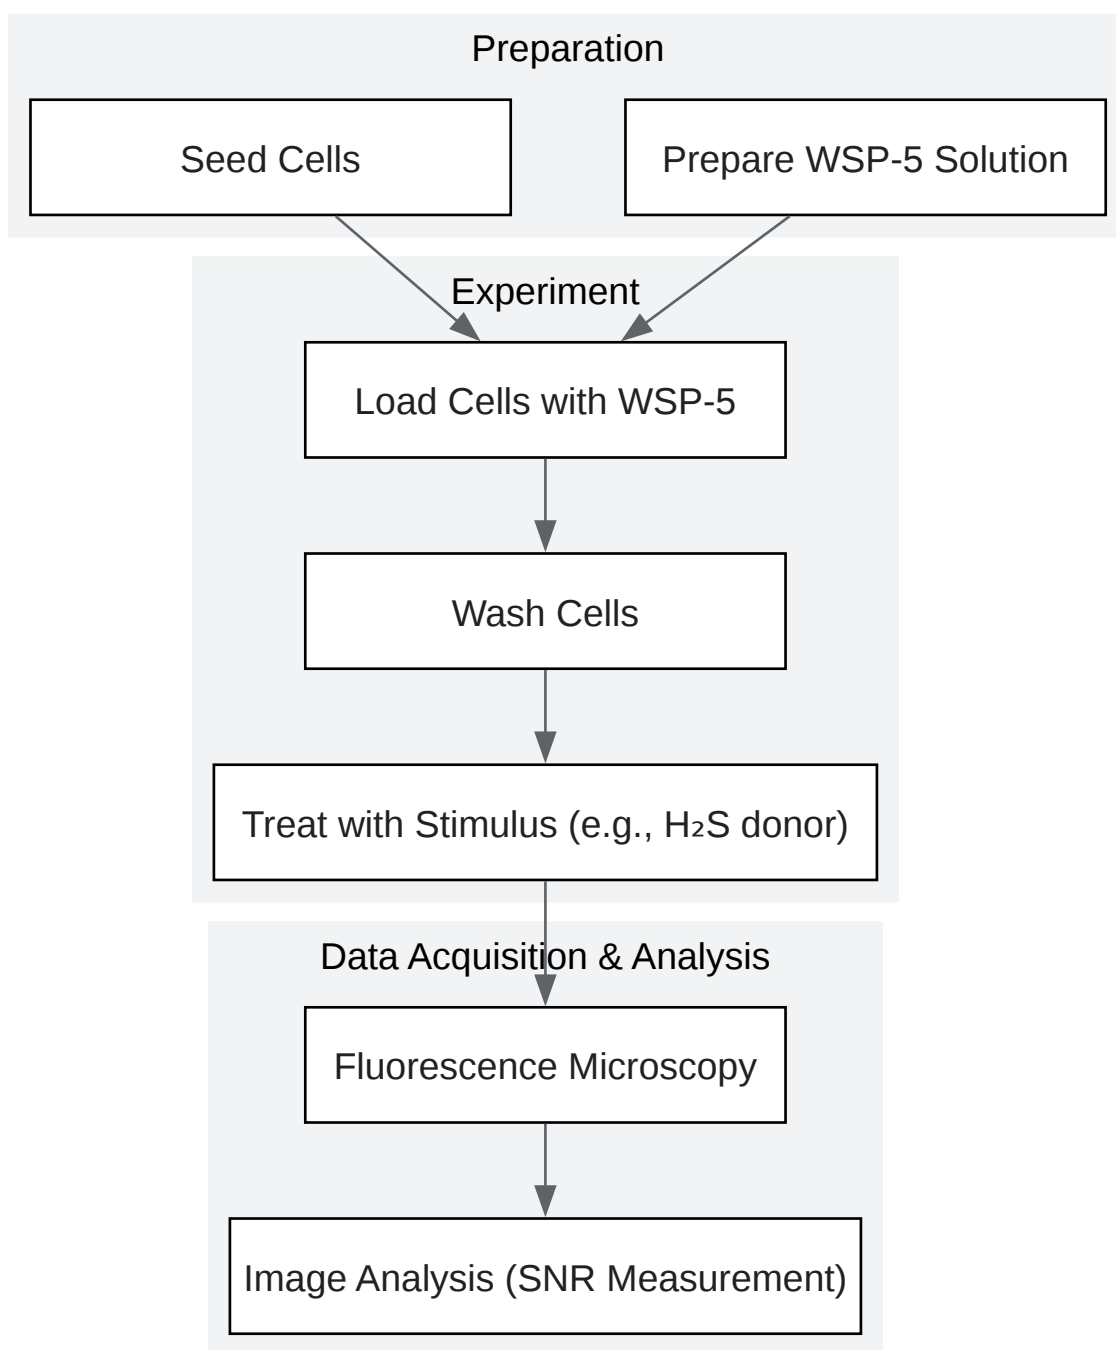 Preparation
Seed Cells
Prepare WSP-5 Solution
Experiment
Load Cells with WSP-5
Wash Cells
Treat with Stimulus (e.g., H₂S donor)
Data Acquisition & Analysis
Fluorescence Microscopy
Image Analysis (SNR Measurement)